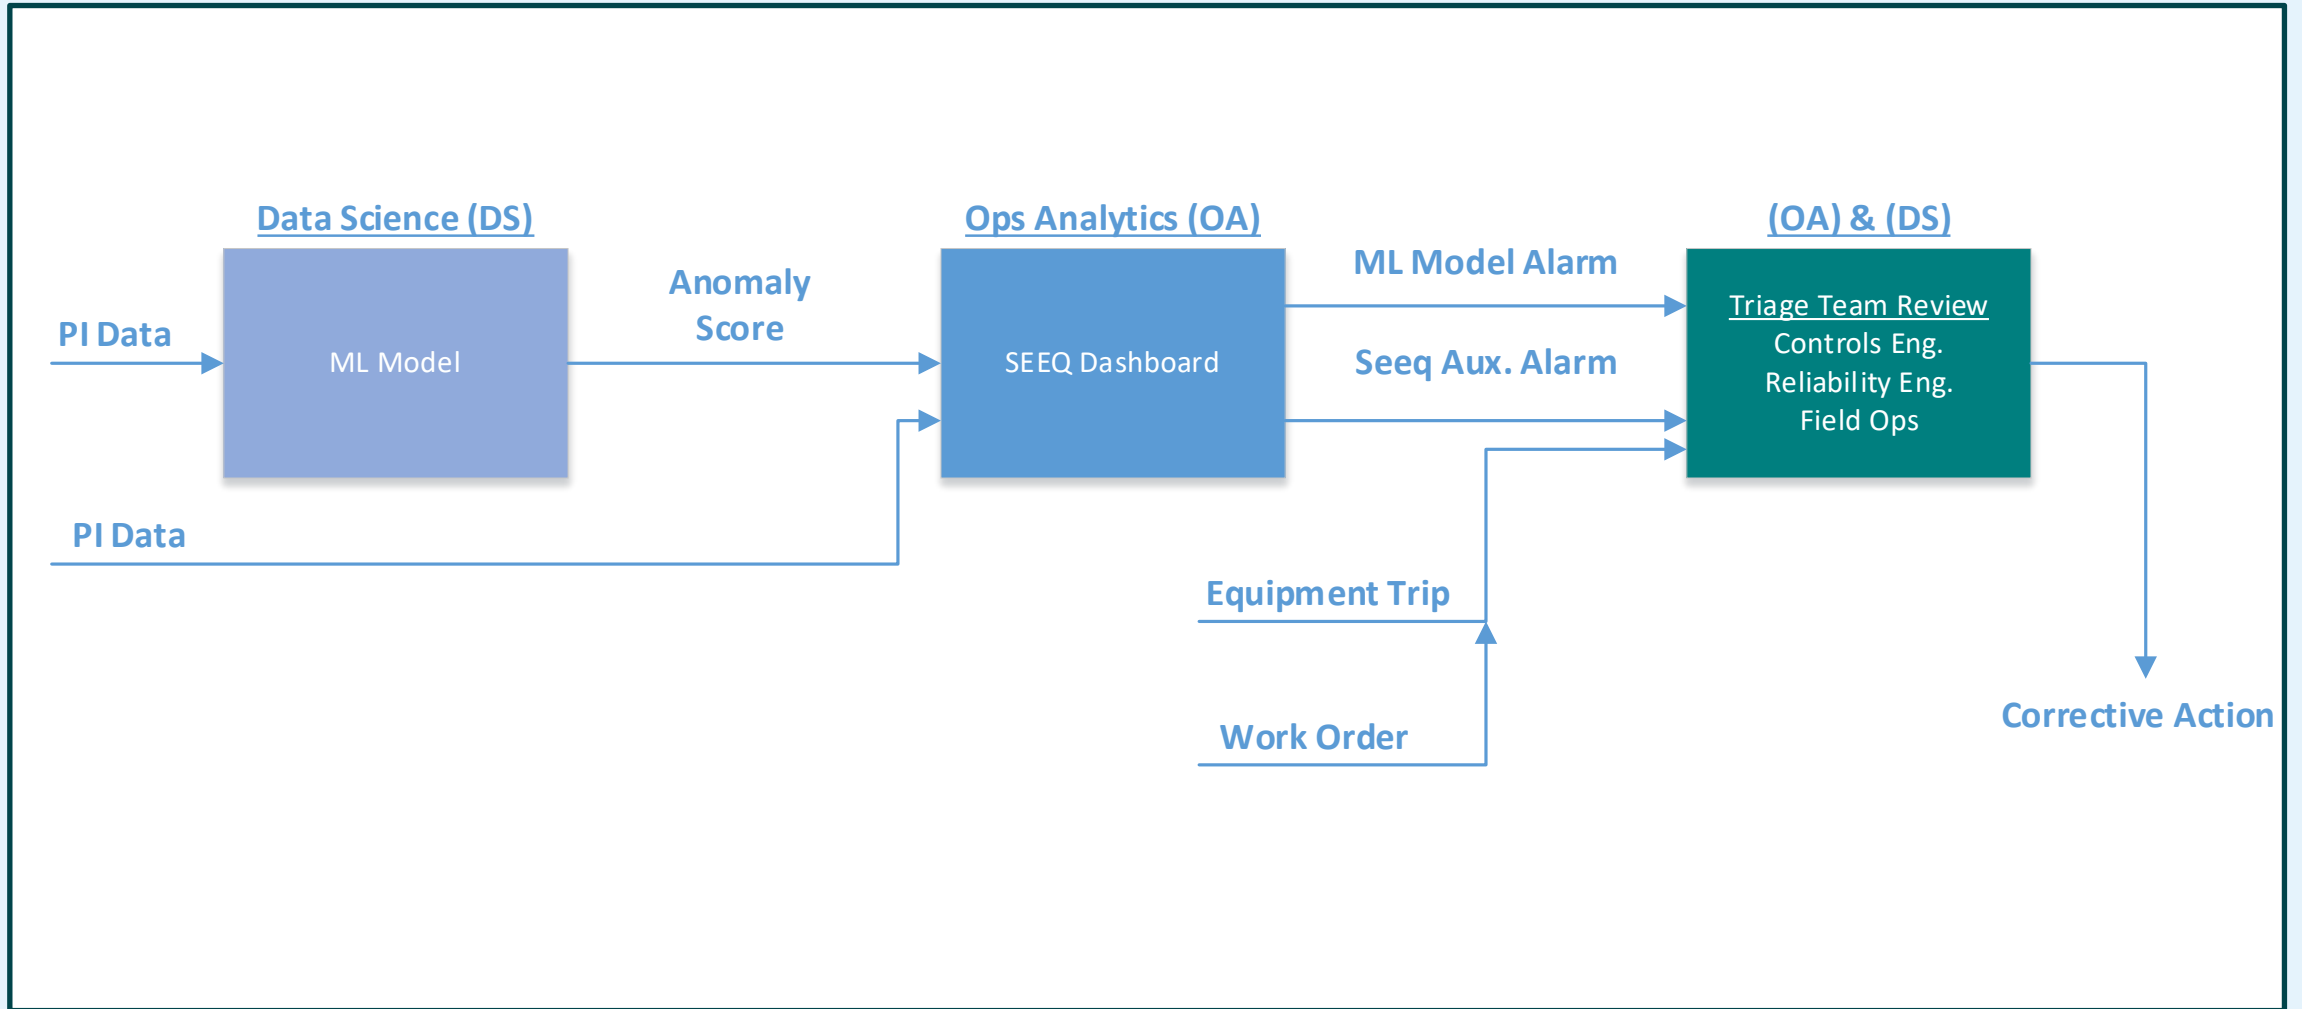 Data Science (DS)
Ops Analytics (OA)
(OA) & (DS)
PI Data
ML Model
Anomaly
Score
SEEQ Dashboard
ML Model Alarm
Seeq Aux. Alarm
Triage Team Review
Controls Eng.
Reliability Eng.
Field Ops
PI Data
Equipment Trip
Work Order
Corrective Action